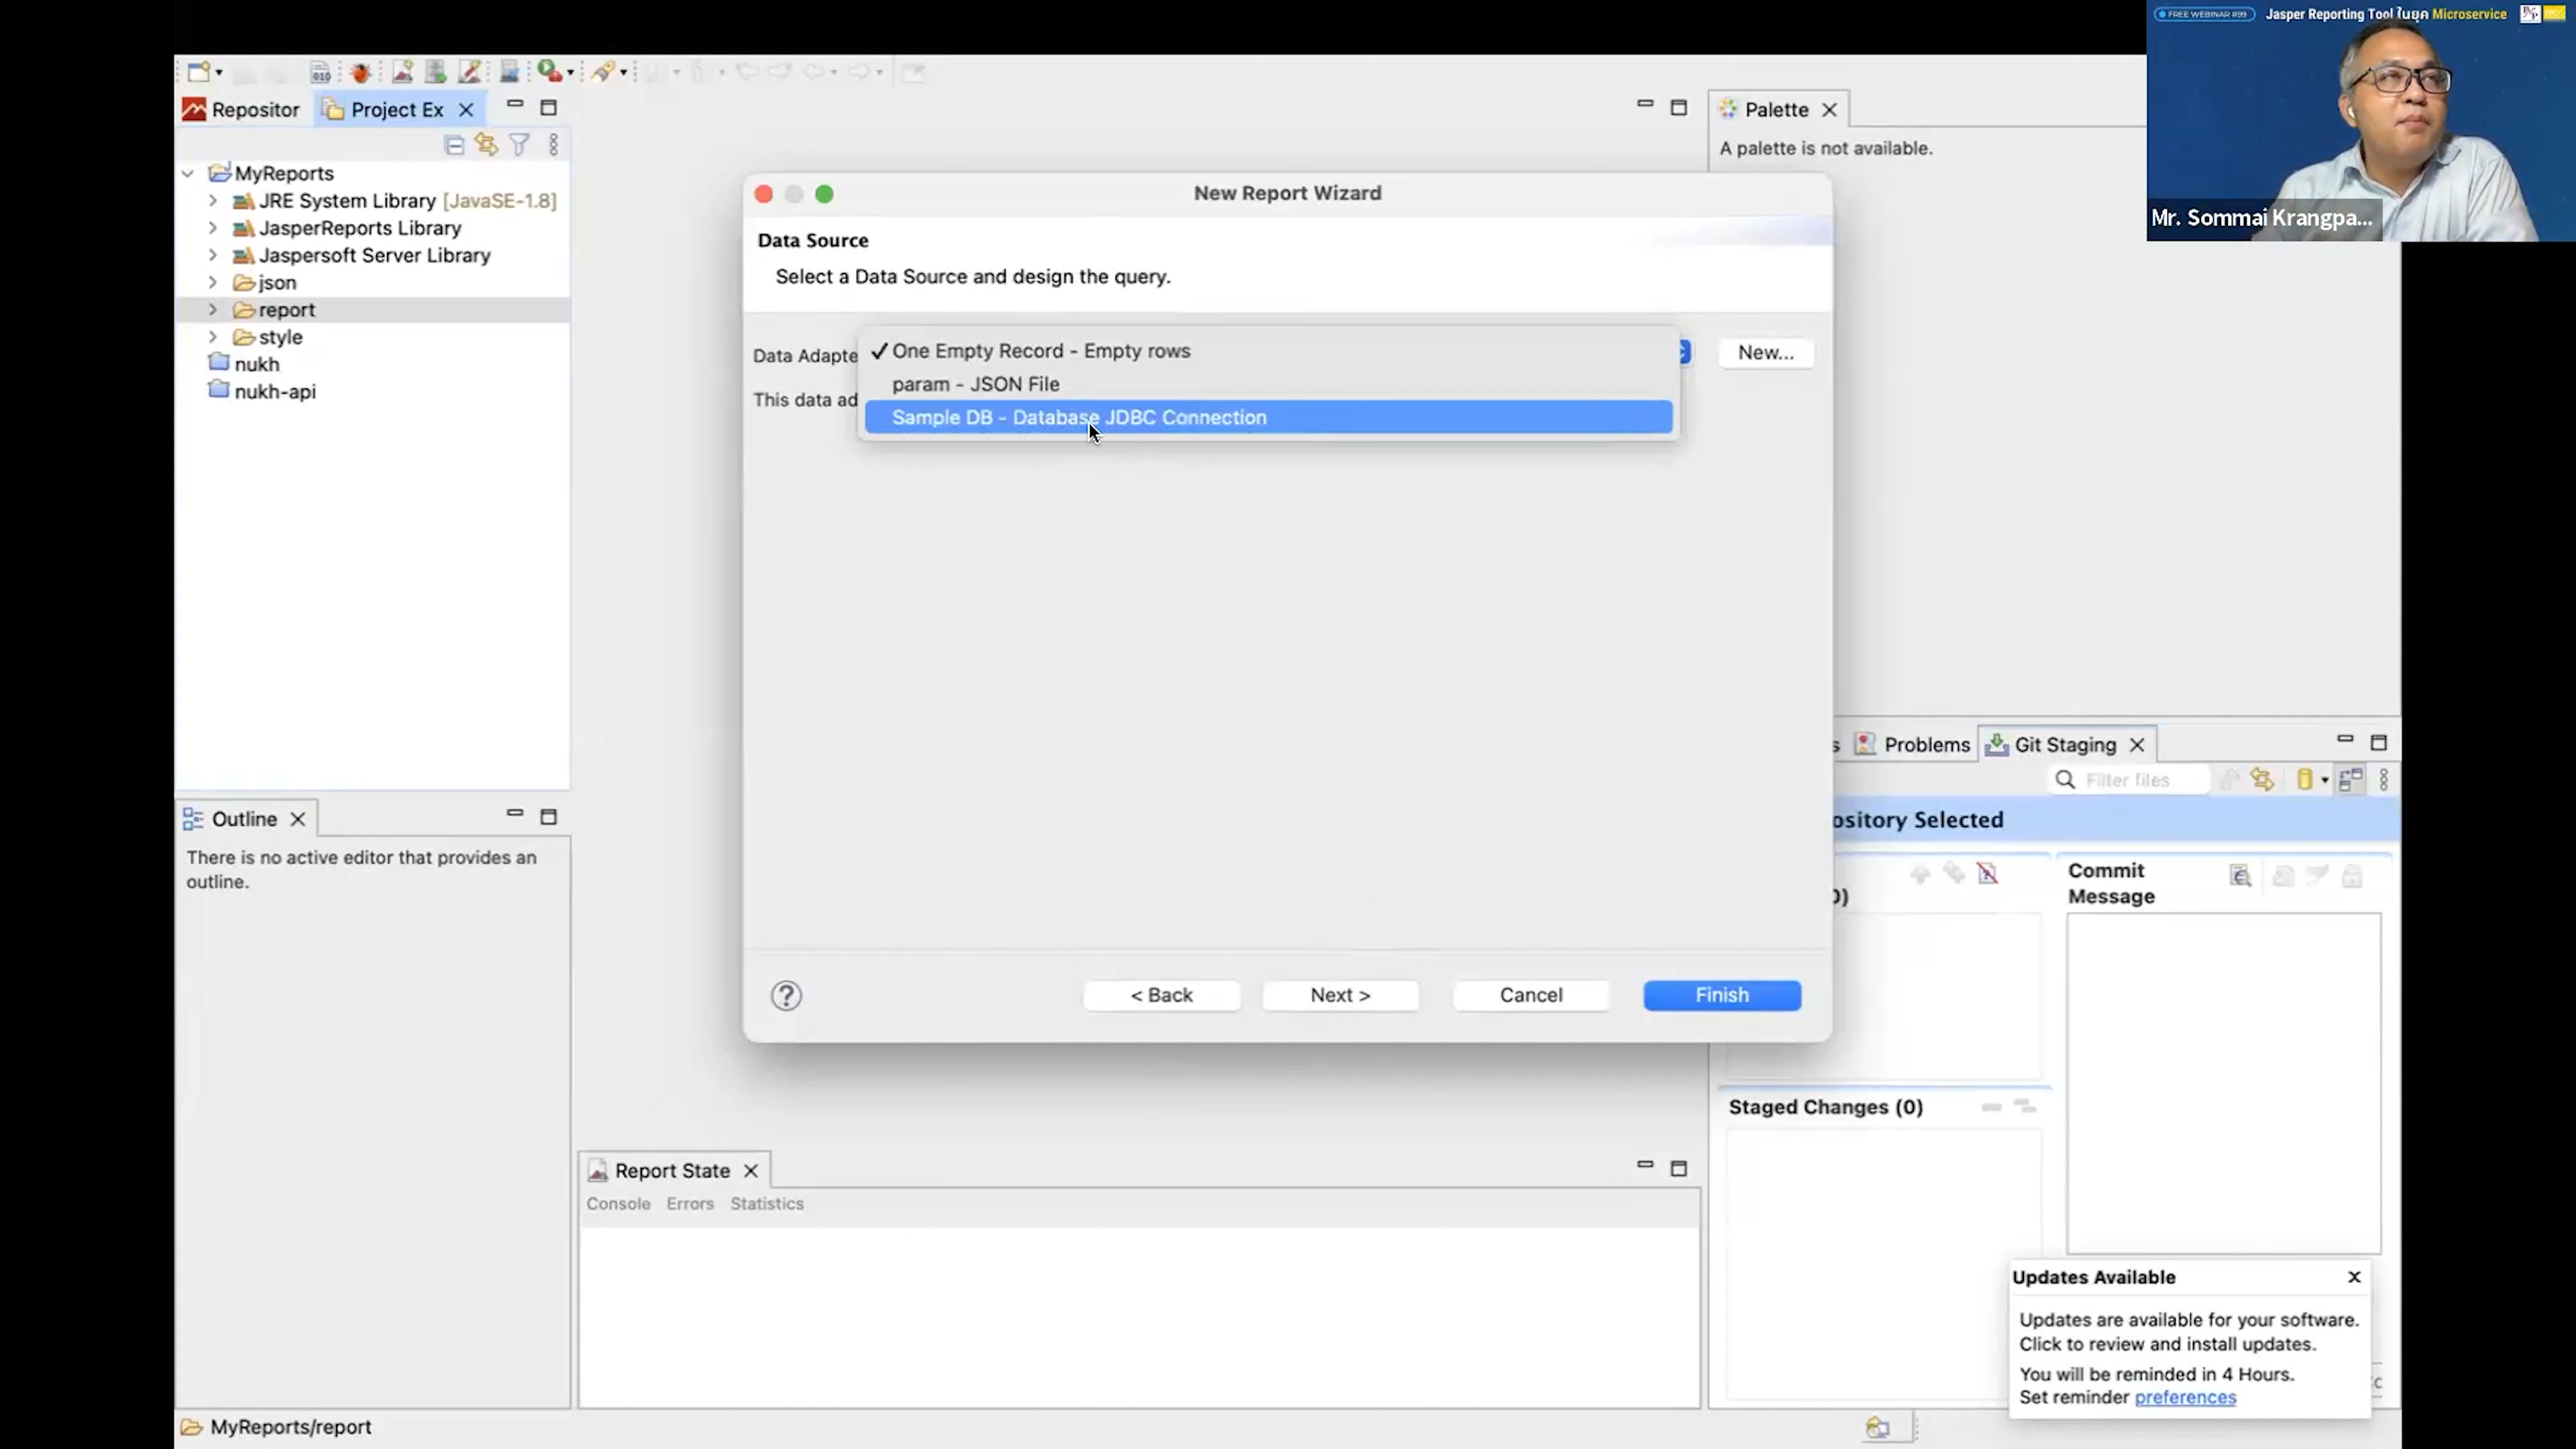 FREE WEBINAR #99
Jasper Reporting Tool ในยุค Microservice
Mr. Sommai Krangpa...
Repositor
Project Ex
MyReports
JRE System Library [JavaSE-1.8]
JasperReports Library
Jaspersoft Server Library
json
report
style
nukh
nukh-api
Palette
A palette is not available.
New Report Wizard
Data Source
Select a Data Source and design the query.
Data Adapte
One Empty Record - Empty rows
param - JSON File
Sample DB - Database JDBC Connection
New...
This data ad
< Back
Next >
Cancel
Finish
Outline
There is no active editor that provides an
outline.
s
Problems
Git Staging
Filter files
ository Selected
0)
Commit
Message
Staged Changes (0)
Report State
Console
Errors
Statistics
Updates Available
Updates are available for your software.
Click to review and install updates.
You will be reminded in 4 Hours.
Set reminder preferences
MyReports/report